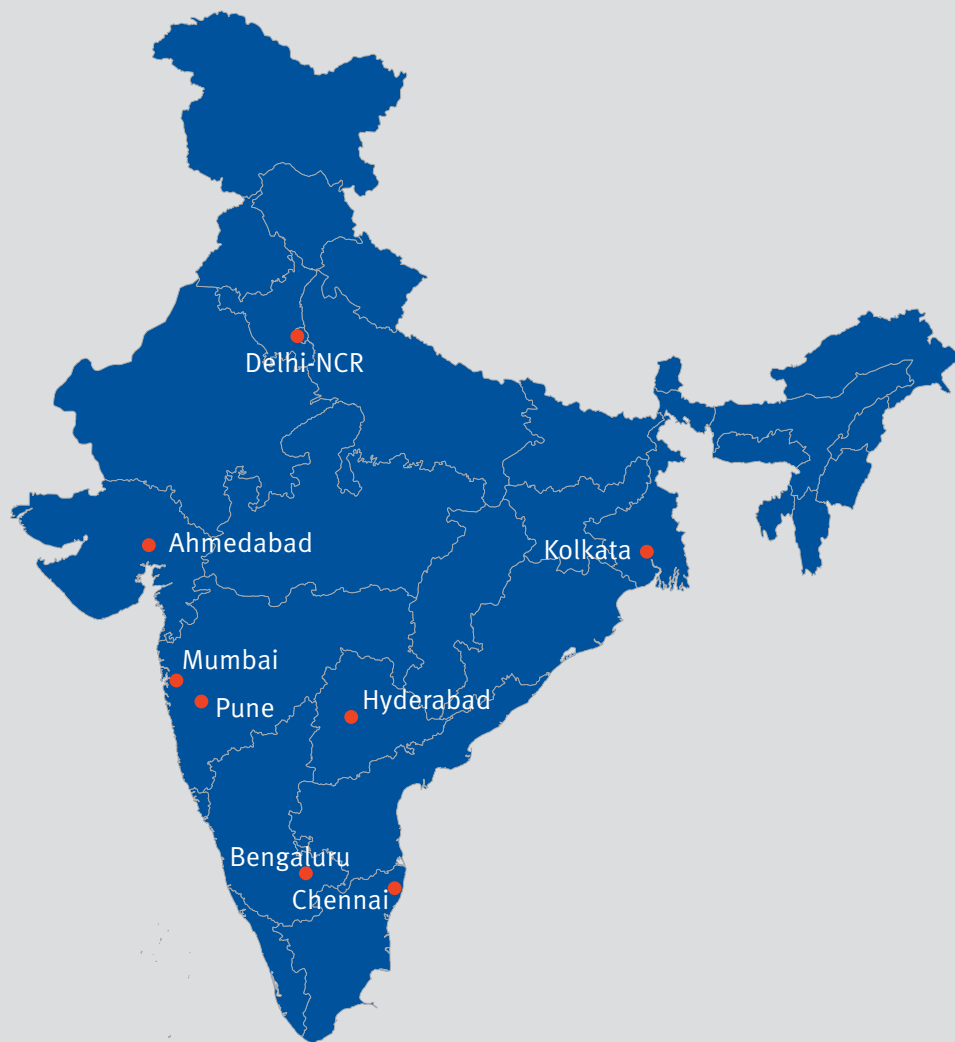 Delhi-NCR
Ahmedabad
Kolkata
Mumbai
Pune
Hyderabad
Bengaluru
Chennai